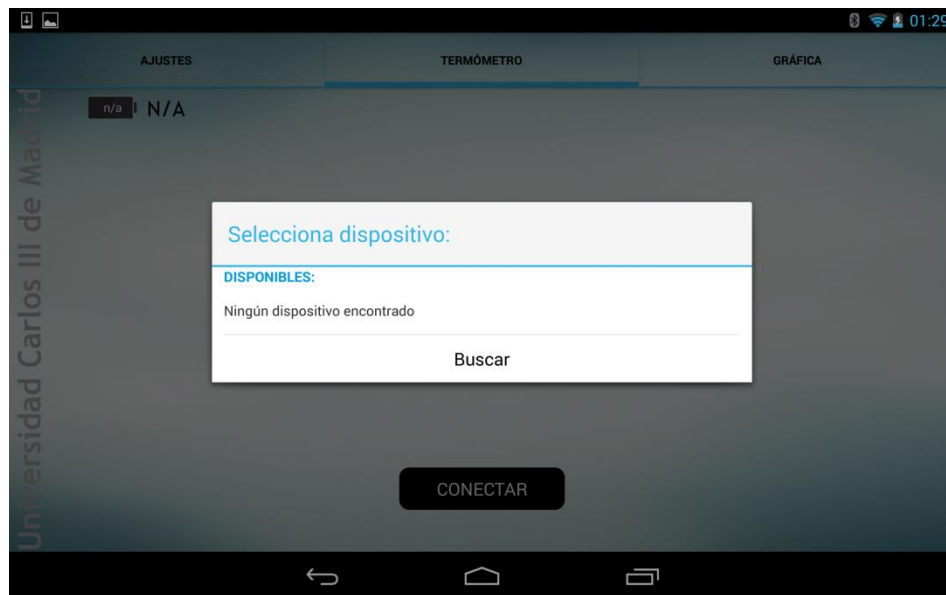 01:29
AJUSTES
TERMÓMETRO
GRÁFICA
n/a N/A
Universidad Carlos III de Madrid
Selecciona dispositivo:
DISPONIBLES:
Ningún dispositivo encontrado
Buscar
CONECTAR